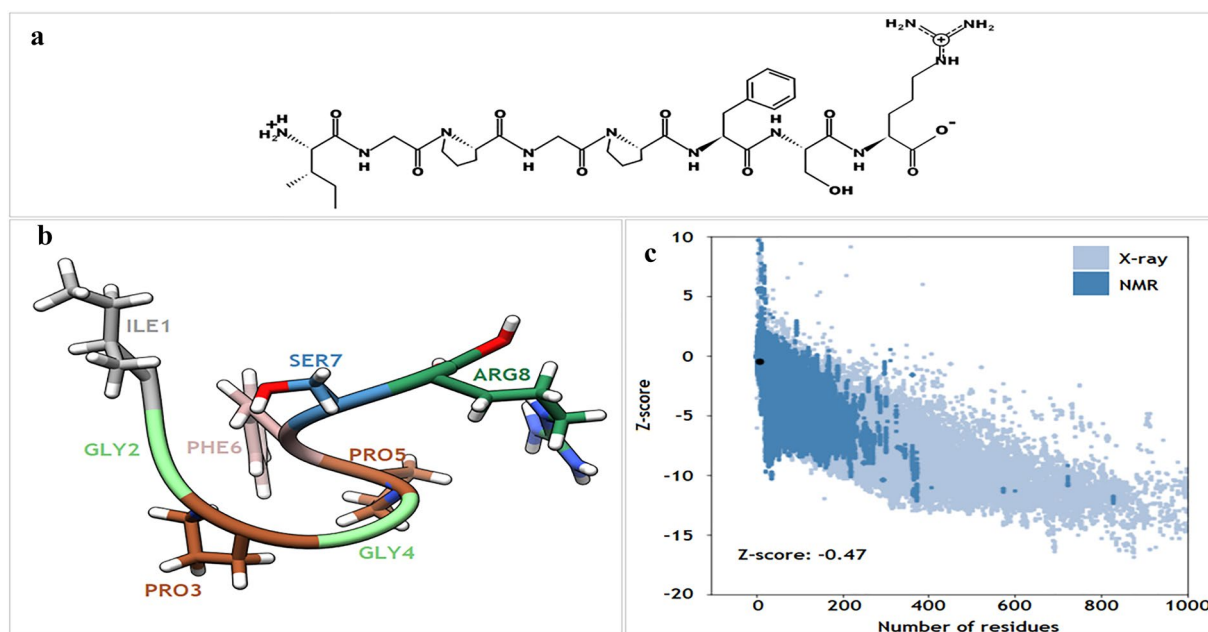 a
H₂N NH₂
+
NH
O O H O H O
H + H₂N N N N N O⁻
N O N O N O N O
H H H H
OH
b
ILE1
SER7
ARG8
GLY2
PHE6
PRO5
GLY4
PRO3
c
10
X-ray
NMR
5
0
Z-score
-5
-10
-15
-20
Z-score: -0.47
0 200 400 600 800 1000
Number of residues